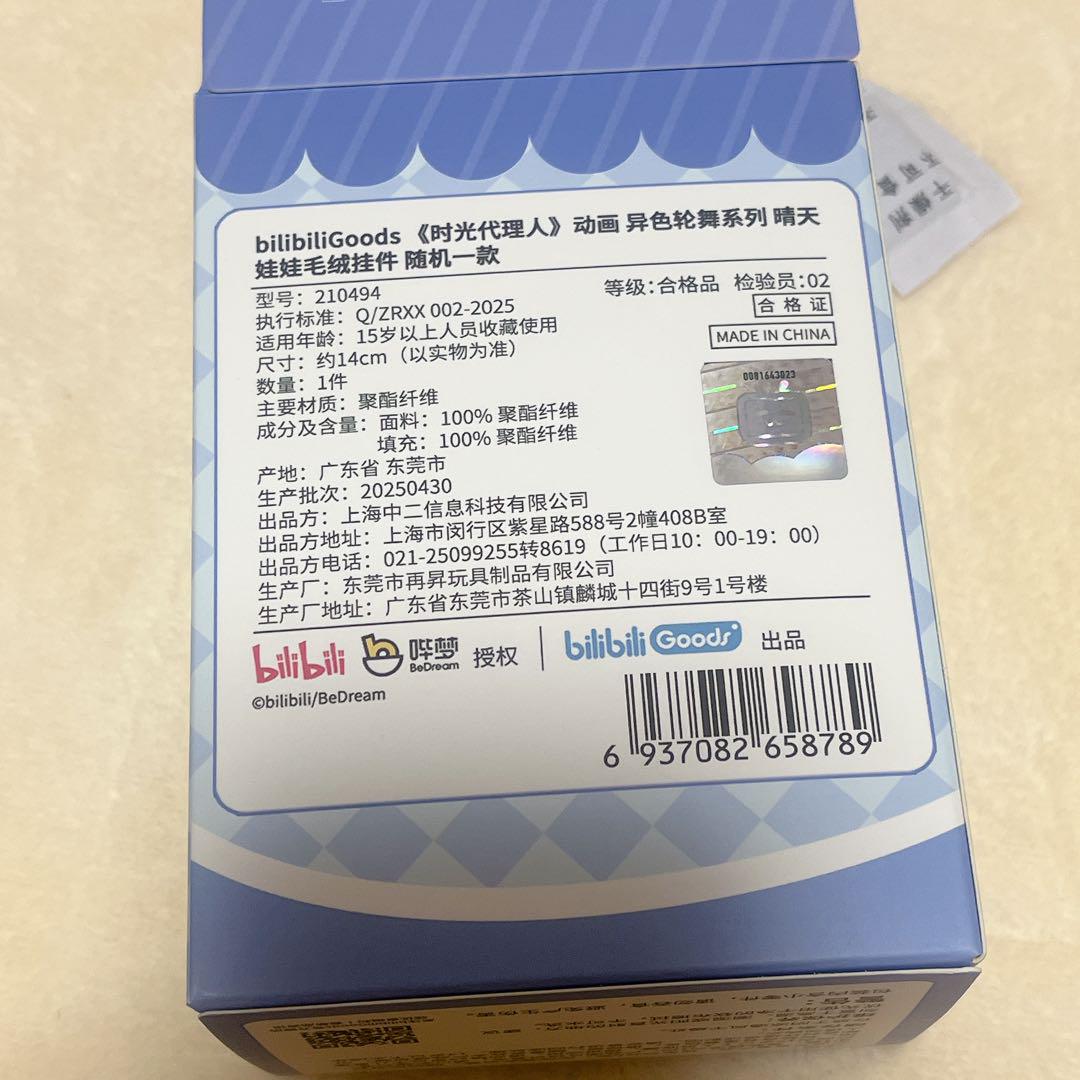 bilibiliGoods 《时光代理人》动画 异色轮舞系列 晴天
娃娃毛绒挂件 随机一款
型号：210494
等级：合格品 检验员：02
执行标准：Q/ZRXX 002-2025
合格证
适用年龄：15岁以上人员收藏使用
MADE IN CHINA
尺寸：约14cm（以实物为准）
数量：1件
0081643023
主要材质：聚酯纤维
成分及含量：面料：100% 聚酯纤维
填充：100% 聚酯纤维
产地：广东省 东莞市
生产批次：20250430
出品方：上海中二信息科技有限公司
出品方地址：上海市闵行区紫星路588号2幢408B室
出品方电话：021-25099255转8619（工作日10：00-19：00）
生产厂：东莞市再昇玩具制品有限公司
生产厂地址：广东省东莞市茶山镇麟城十四街9号1号楼
bilibili 哔梦 BeDream 授权 bilibili Goods 出品
©bilibili/BeDream
6 937082 658789
干燥剂
不可食